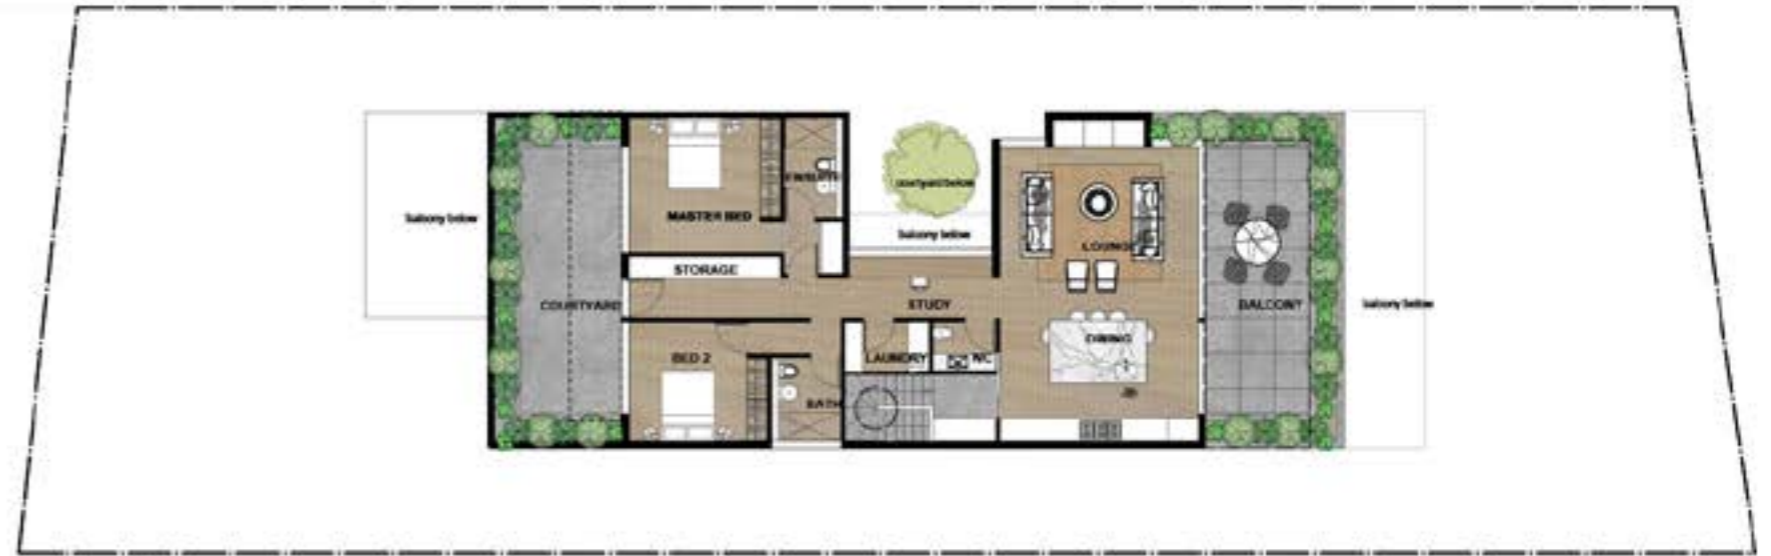 courtyard below
ENSUITE
MASTER BED
balcony below
balcony below
LOUNGE
STORAGE
COURTYARD
STUDY
BALCONY
balcony below
DINING
BED 2
LAUNDRY
WC
BATH